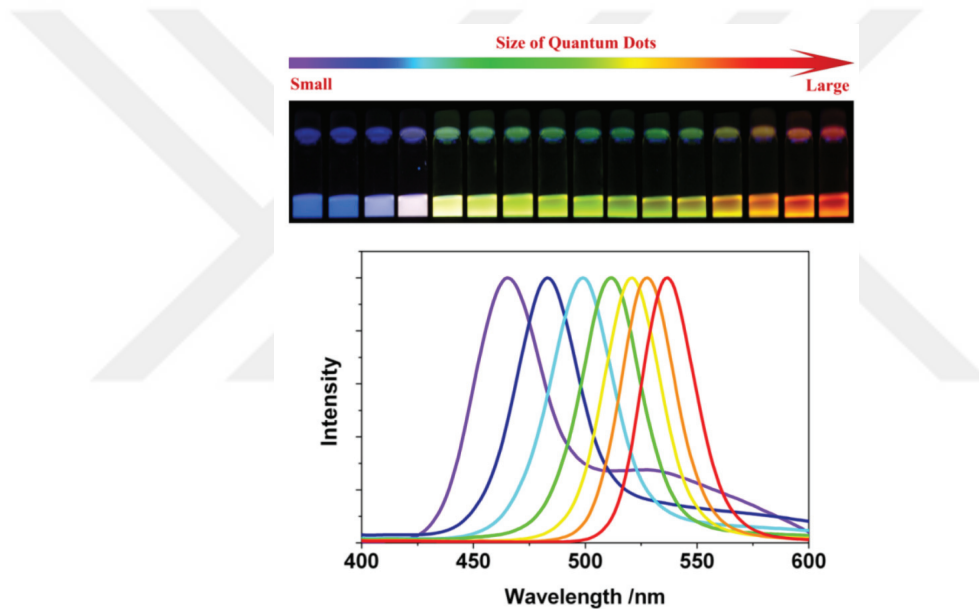 Size of Quantum Dots
Small Large
Intensity
400 450 500 550 600
Wavelength /nm